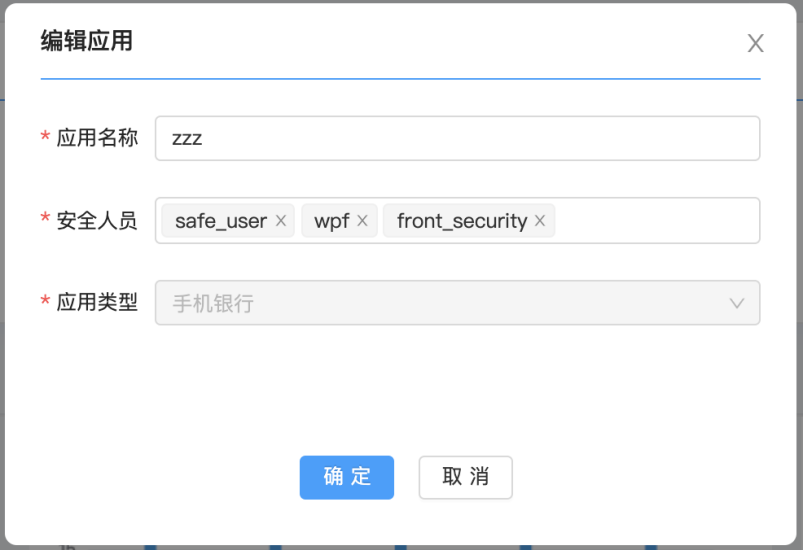 编辑应用
* 应用名称 zzz
* 安全人员 safe_user wpf front_security
* 应用类型 手机银行
确定 取消